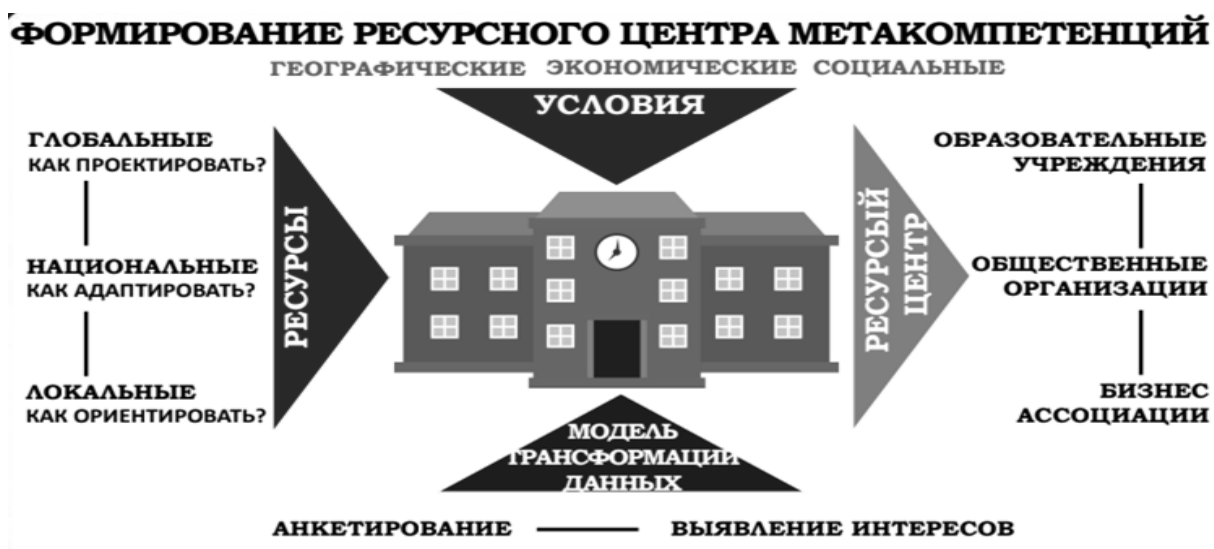 ФОРМИРОВАНИЕ РЕСУРСНОГО ЦЕНТРА МЕТАКОМПЕТЕНЦИЙ
ГЕОГРАФИЧЕСКИЕ ЭКОНОМИЧЕСКИЕ СОЦИАЛЬНЫЕ
УСЛОВИЯ
ГЛОБАЛЬНЫЕ
КАК ПРОЕКТИРОВАТЬ?
НАЦИОНАЛЬНЫЕ
КАК АДАПТИРОВАТЬ?
ЛОКАЛЬНЫЕ
КАК ОРИЕНТИРОВАТЬ?
РЕСУРСЫ
РЕСУРСЫЙ
ЦЕНТР
ОБРАЗОВАТЕЛЬНЫЕ
УЧРЕЖДЕНИЯ
ОБЩЕСТВЕННЫЕ
ОРГАНИЗАЦИИ
БИЗНЕС
АССОЦИАЦИИ
МОДЕЛЬ
ТРАНСФОРМАЦИИ
ДАННЫХ
АНКЕТИРОВАНИЕ ВЫЯВЛЕНИЕ ИНТЕРЕСОВ